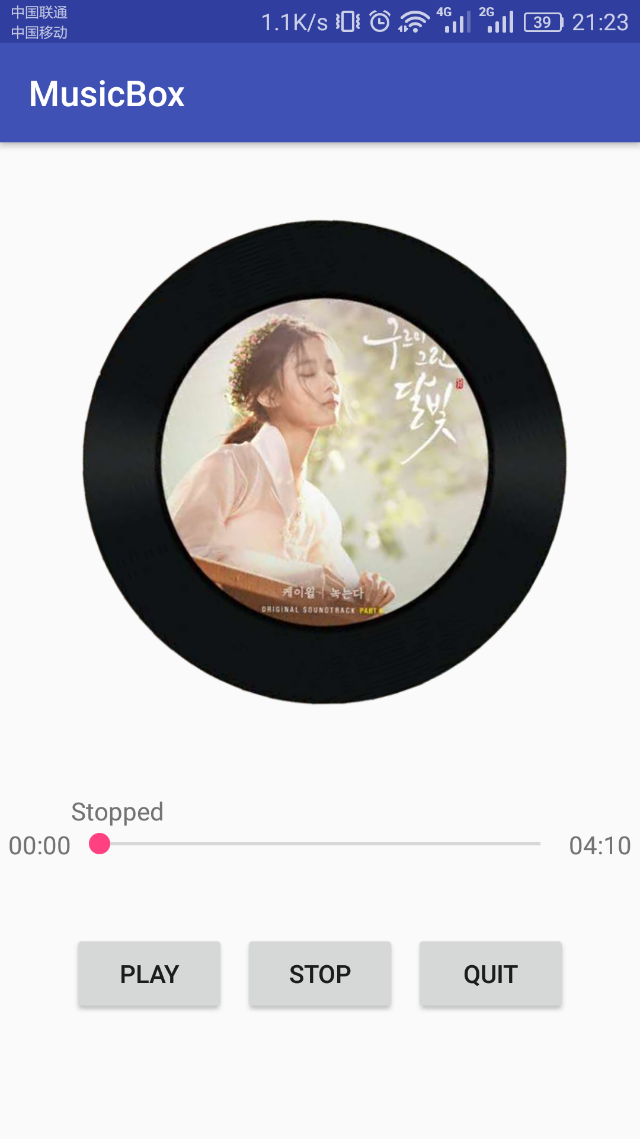 中国联通
中国移动
1.1K/s 4G 2G 39 21:23
MusicBox
구르미
그린
달빛
케이윌 녹는다
ORIGINAL SOUNDTRACK PART
Stopped
00:00 04:10
PLAY STOP QUIT